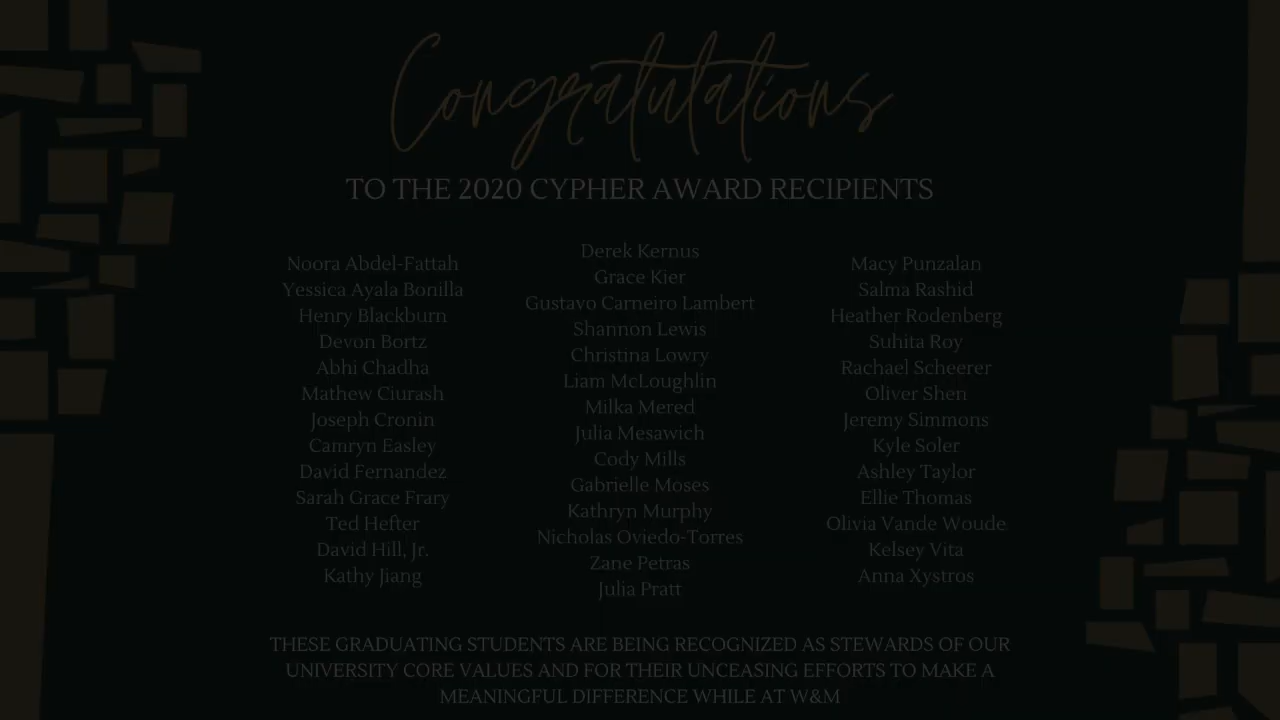 Congratulations
TO THE 2020 CYPHER AWARD RECIPIENTS
Noora Abdel-Fattah
Yessica Ayala Bonilla
Henry Blackburn
Devon Bortz
Abhi Chadha
Mathew Ciurash
Joseph Cronin
Camryn Easley
David Fernandez
Sarah Grace Frary
Ted Hefter
David Hill, Jr.
Kathy Jiang
Derek Kernus
Grace Kier
Gustavo Carneiro Lambert
Shannon Lewis
Christina Lowry
Liam McLoughlin
Milka Mered
Julia Mesawich
Cody Mills
Gabrielle Moses
Kathryn Murphy
Nicholas Oviedo-Torres
Zane Petras
Julia Pratt
Macy Punzalan
Salma Rashid
Heather Rodenberg
Suhita Roy
Rachael Scheerer
Oliver Shen
Jeremy Simmons
Kyle Soler
Ashley Taylor
Ellie Thomas
Olivia Vande Woude
Kelsey Vita
Anna Xystros
THESE GRADUATING STUDENTS ARE BEING RECOGNIZED AS STEWARDS OF OUR
UNIVERSITY CORE VALUES AND FOR THEIR UNCEASING EFFORTS TO MAKE A
MEANINGFUL DIFFERENCE WHILE AT W&M